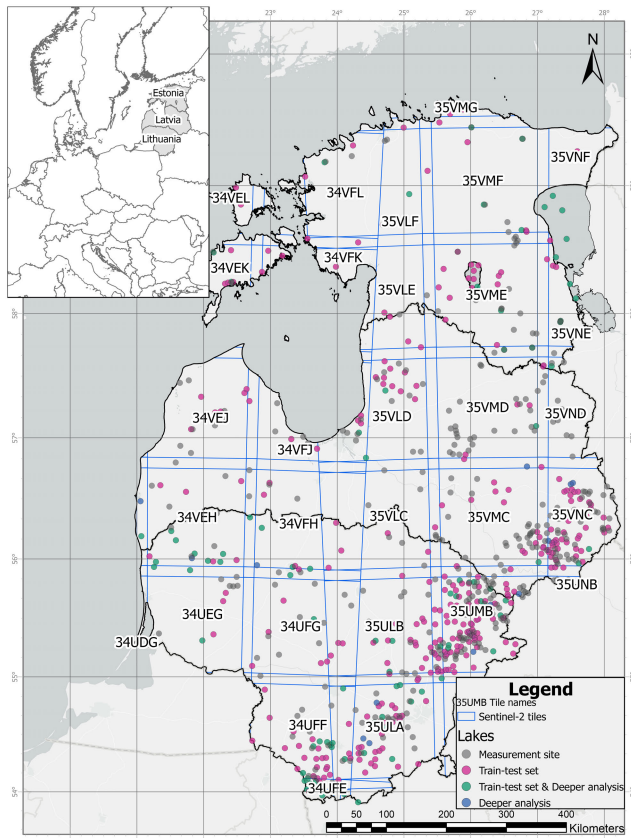 23°
24°
25°
26°
27°
28°
N
Estonia
Latvia
Lithuania
35VMG
35VNF
34VEL
34VFL
35VMF
35VLF
34VEK
34VFK
35VLE
35VME
35VNE
58°
58°
34VEJ
35VLD
35VMD
35VND
57°
57°
34VFJ
34VEH
34VFH
35VLC
35VMC
35VNC
56°
56°
35UNB
34UEG
34UFG
35ULB
35UMB
34UDG
55°
34UFF
35ULA
34UFE
54°
Legend
35UMB Tile names
Sentinel-2 tiles
Lakes
Measurement site
Train-test set
Train-test set & Deeper analysis
Deeper analysis
0 50 100 200 300 400
Kilometers